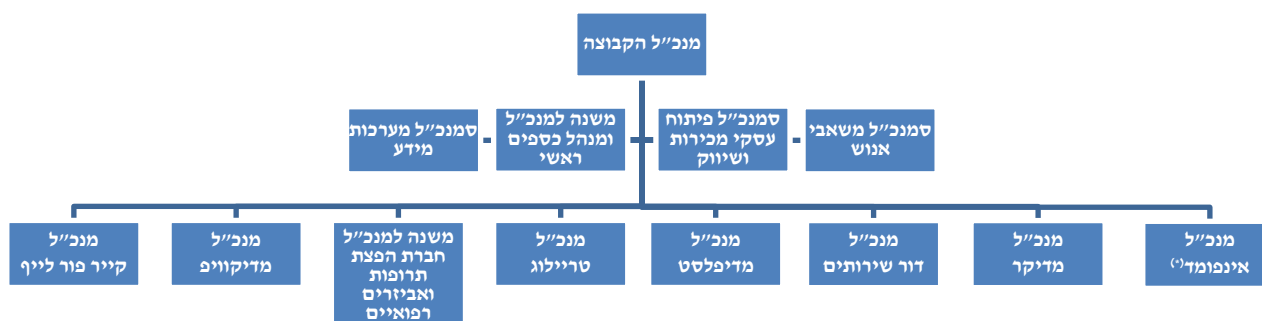 מנכ״ל הקבוצה
סמנכ״ל משאבי
אנוש
סמנכ״ל פיתוח
עסקי מכירות
ושיווק
משנה למנכ״ל
ומנהל כספים
ראשי
סמנכ״ל מערכות
מידע
מנכ״ל
אינפומד(*)
מנכ״ל
מדיקר
מנכ״ל
דור שירותים
מנכ״ל
מדיפלסט
מנכ״ל
טריילוג
משנה למנכ״ל
חברת הפצת
תרופות
ואביזרים
רפואיים
מנכ״ל
מדיקוויפ
מנכ״ל
קייר פור לייף